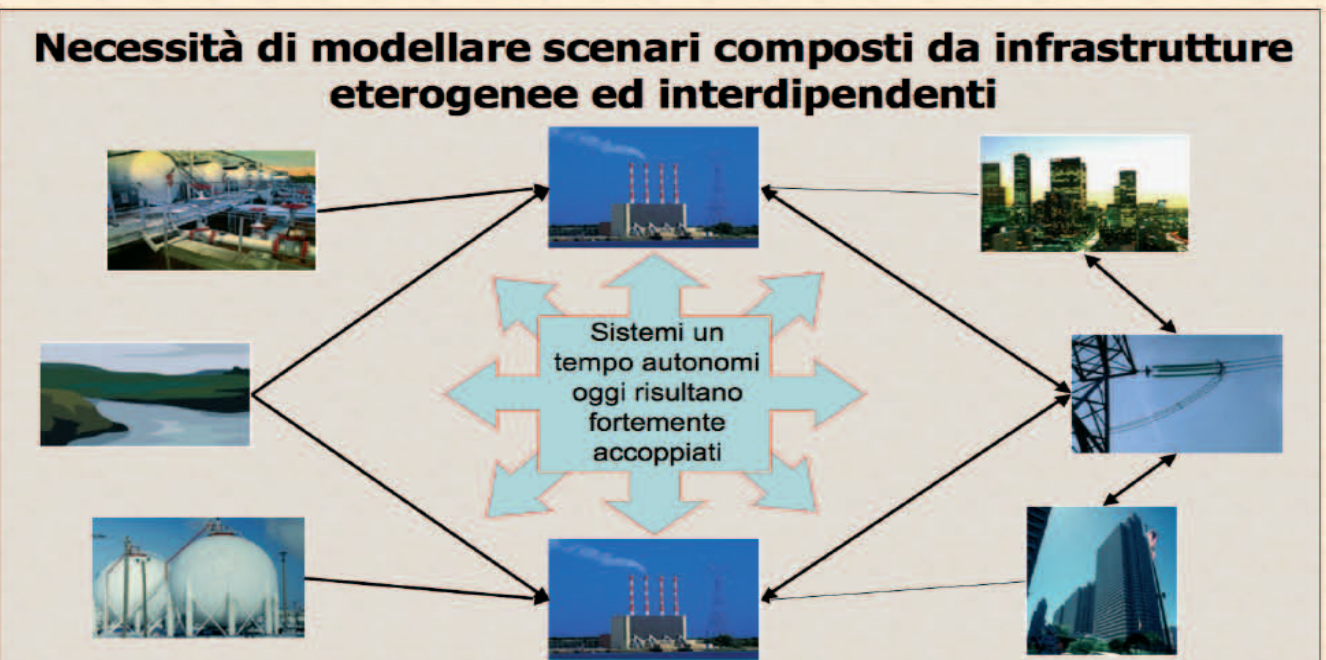 Necessità di modellare scenari composti da infrastrutture
eterogenee ed interdipendenti
Sistemi un
tempo autonomi
oggi risultano
fortemente
accoppiati